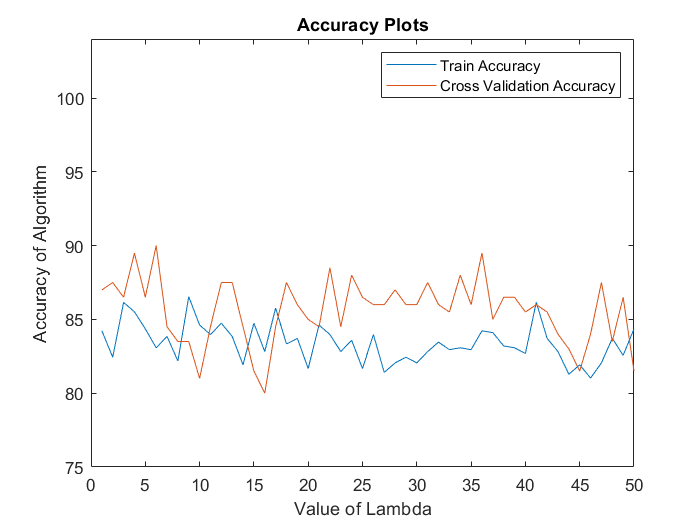 Accuracy Plots
Train Accuracy
Cross Validation Accuracy
100
95
90
85
80
75
Accuracy of Algorithm
0 5 10 15 20 25 30 35 40 45 50
Value of Lambda